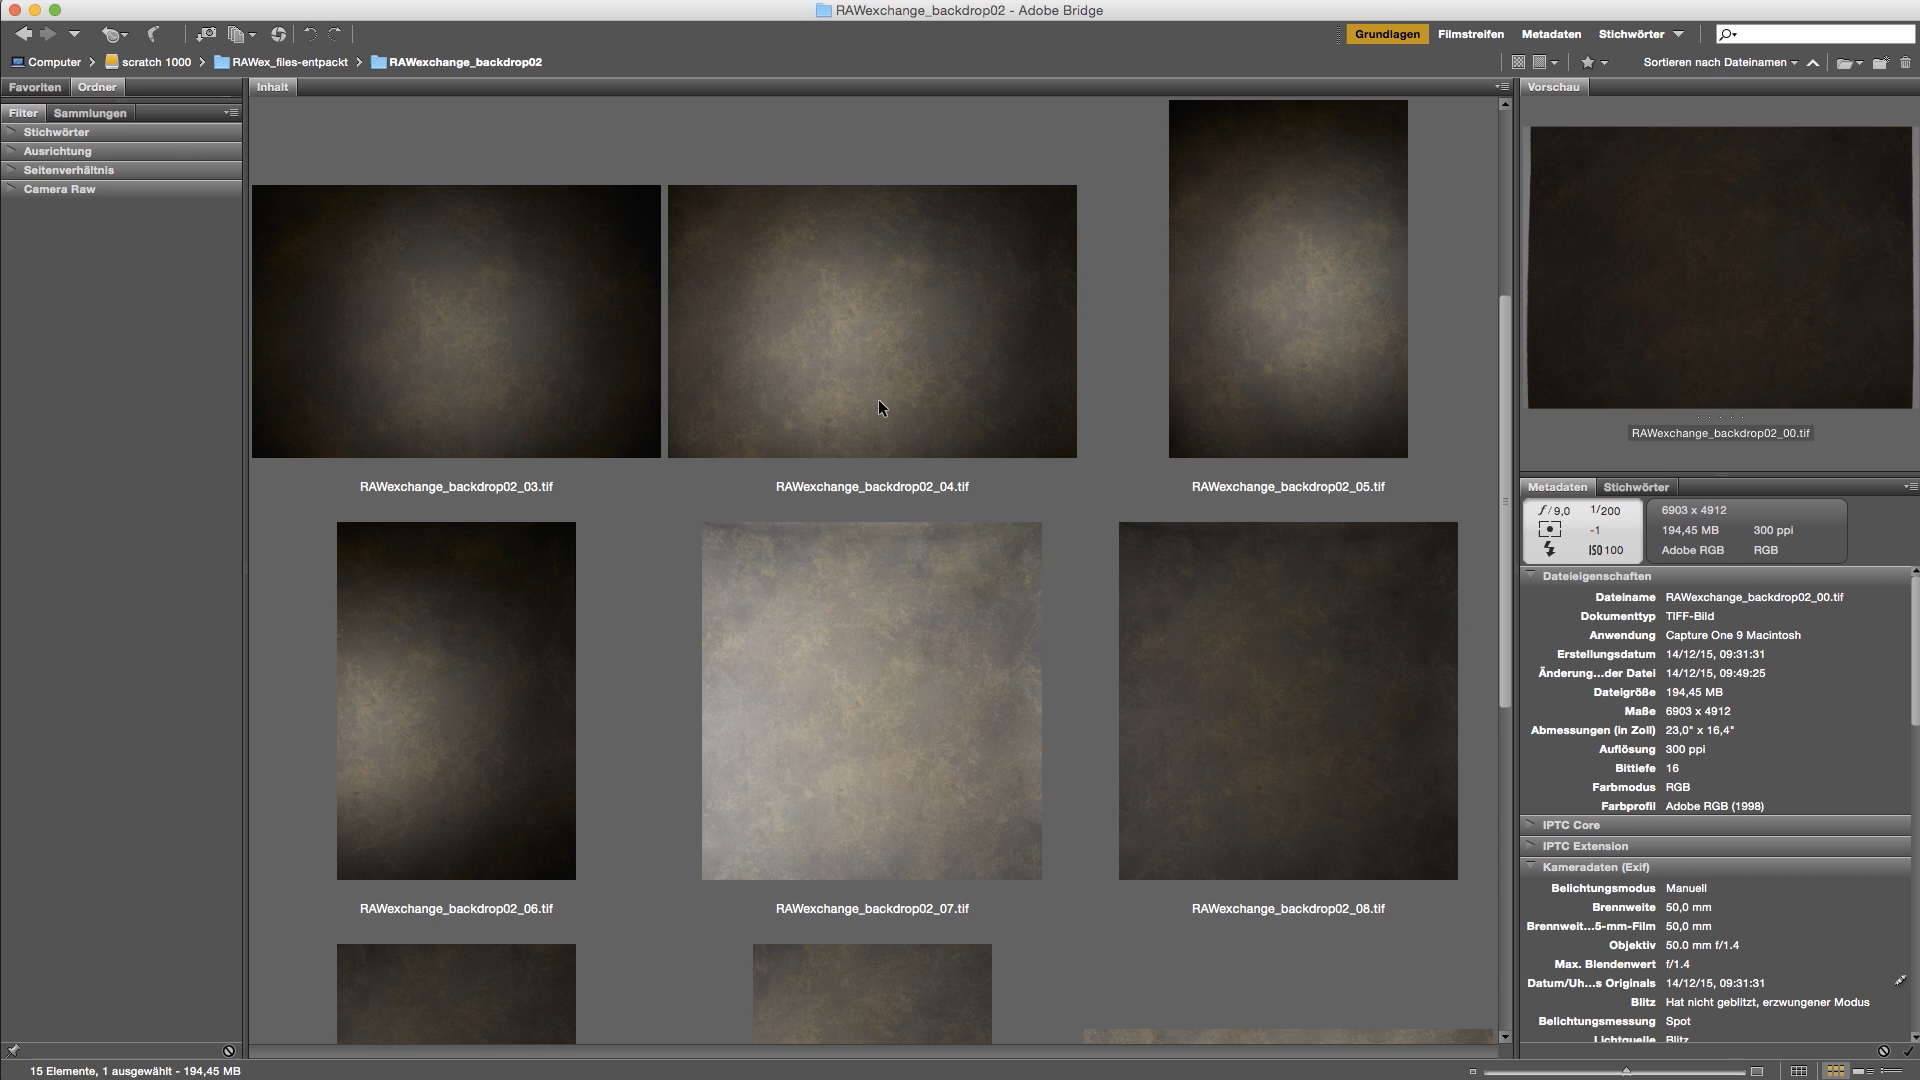 RAWexchange_backdrop02 - Adobe Bridge
Grundlagen Filmstreifen Metadaten Stichwörter
Computer scratch 1000 RAWex_files-entpackt RAWexchange_backdrop02
Sortieren nach Dateinamen
Favoriten Ordner
Inhalt
Vorschau
Filter Sammlungen
Stichwörter
Ausrichtung
Seitenverhältnis
Camera Raw
RAWexchange_backdrop02_03.tif
RAWexchange_backdrop02_04.tif
RAWexchange_backdrop02_05.tif
RAWexchange_backdrop02_06.tif
RAWexchange_backdrop02_07.tif
RAWexchange_backdrop02_08.tif
RAWexchange_backdrop02_00.tif
Metadaten Stichwörter
f/9,0 1/200
-1
ISO 100
6903 x 4912
194,45 MB 300 ppi
Adobe RGB RGB
Dateieigenschaften
Dateiname RAWexchange_backdrop02_00.tif
Dokumenttyp TIFF-Bild
Anwendung Capture One 9 Macintosh
Erstellungsdatum 14/12/15, 09:31:31
Änderung...der Datei 14/12/15, 09:49:25
Dateigröße 194,45 MB
Maße 6903 x 4912
Abmessungen (in Zoll) 23,0" x 16,4"
Auflösung 300 ppi
Bittiefe 16
Farbmodus RGB
Farbprofil Adobe RGB (1998)
IPTC Core
IPTC Extension
Kameradaten (Exif)
Belichtungsmodus Manuell
Brennweite 50,0 mm
Brennweit...5-mm-Film 50,0 mm
Objektiv 50.0 mm f/1.4
Max. Blendenwert f/1.4
Datum/Uh...s Originals 14/12/15, 09:31:31
Blitz Hat nicht geblitzt, erzwungener Modus
Belichtungsmessung Spot
Lichtquelle Blitz
15 Elemente, 1 ausgewählt - 194,45 MB